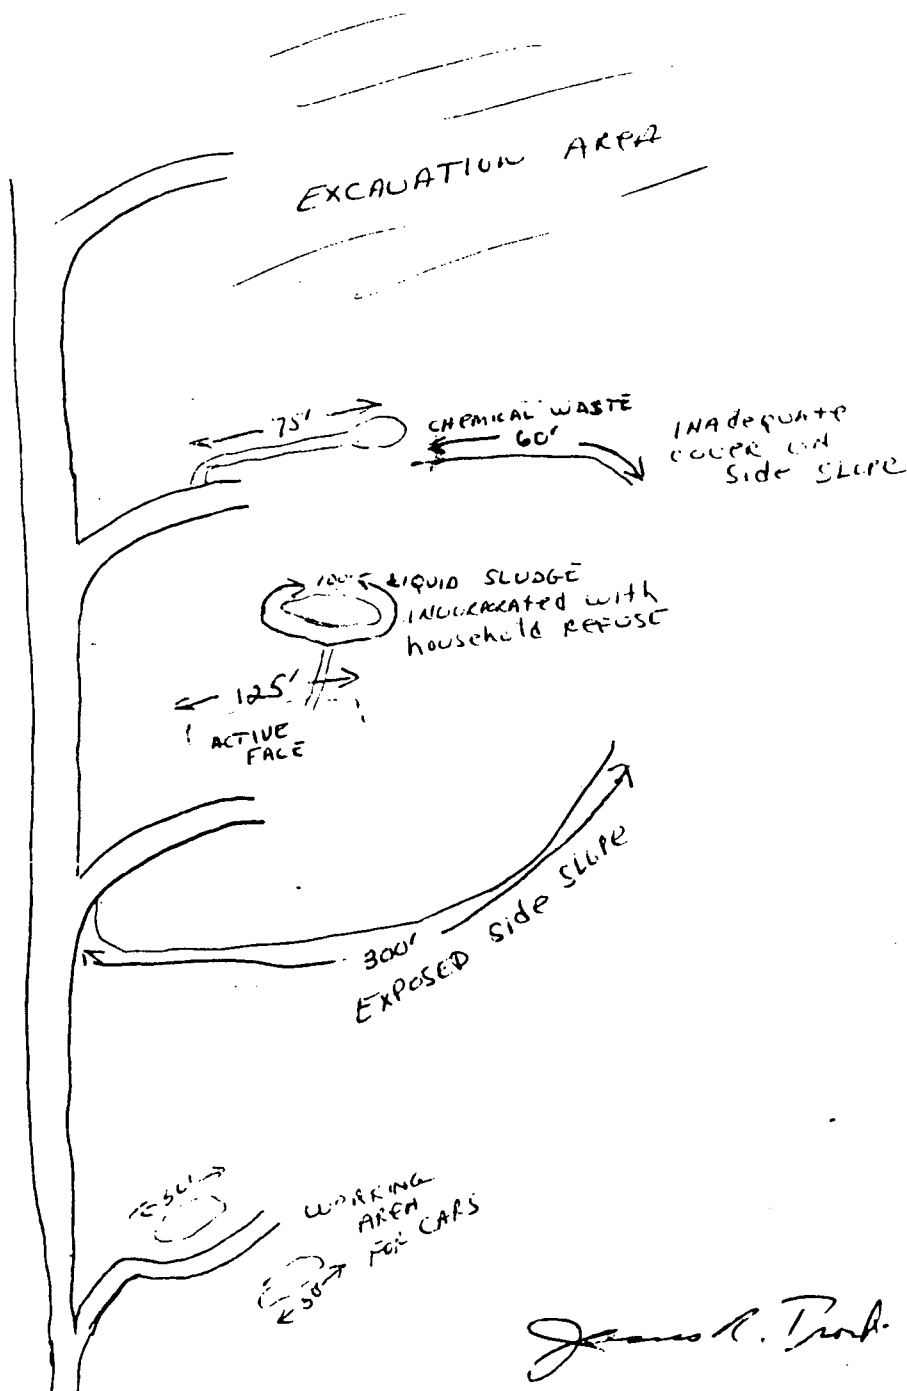 EXCAVATION AREA
75'
CHEMICAL WASTE
60'
INAdequate
COVER ON
Side SLOPE
100'
LIQUID SLUDGE
INCORPORATED with
household REFUSE
125'
ACTIVE
FACE
300'
EXPOSED Side SLOPE
50'
WORKING
AREA
FOR CARS
50'
James R.